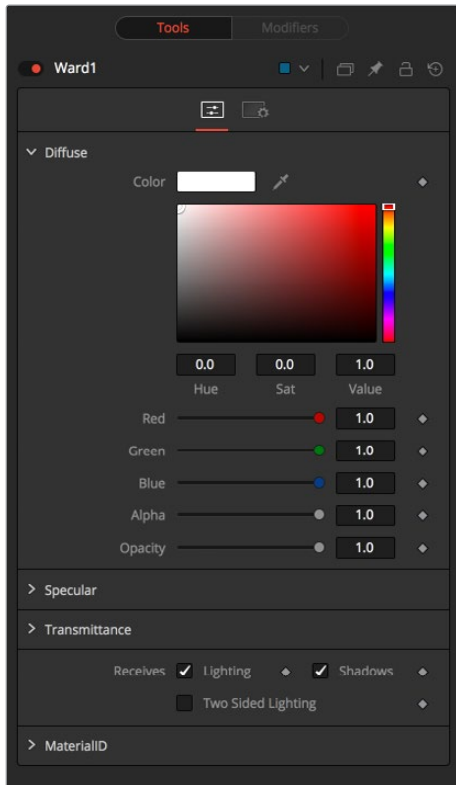 Tools Modifiers
Ward1
Diffuse
Color
0.0 0.0 1.0
Hue Sat Value
Red 1.0
Green 1.0
Blue 1.0
Alpha 1.0
Opacity 1.0
Specular
Transmittance
Receives Lighting Shadows
Two Sided Lighting
MaterialID